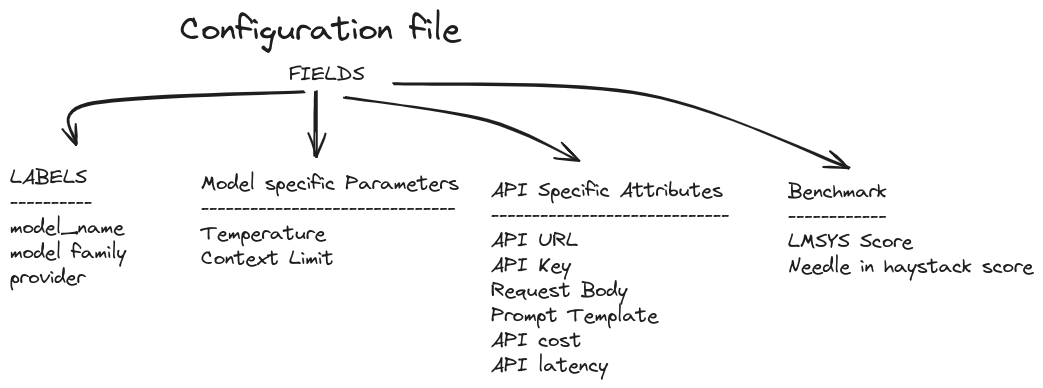 Configuration file
FIELDS
LABELS
----------
model_name
model family
provider
Model specific Parameters
-------------------------------
Temperature
Context Limit
API Specific Attributes
-----------------------------
API URL
API Key
Request Body
Prompt Template
API cost
API latency
Benchmark
------------
LMSYS Score
Needle in haystack score